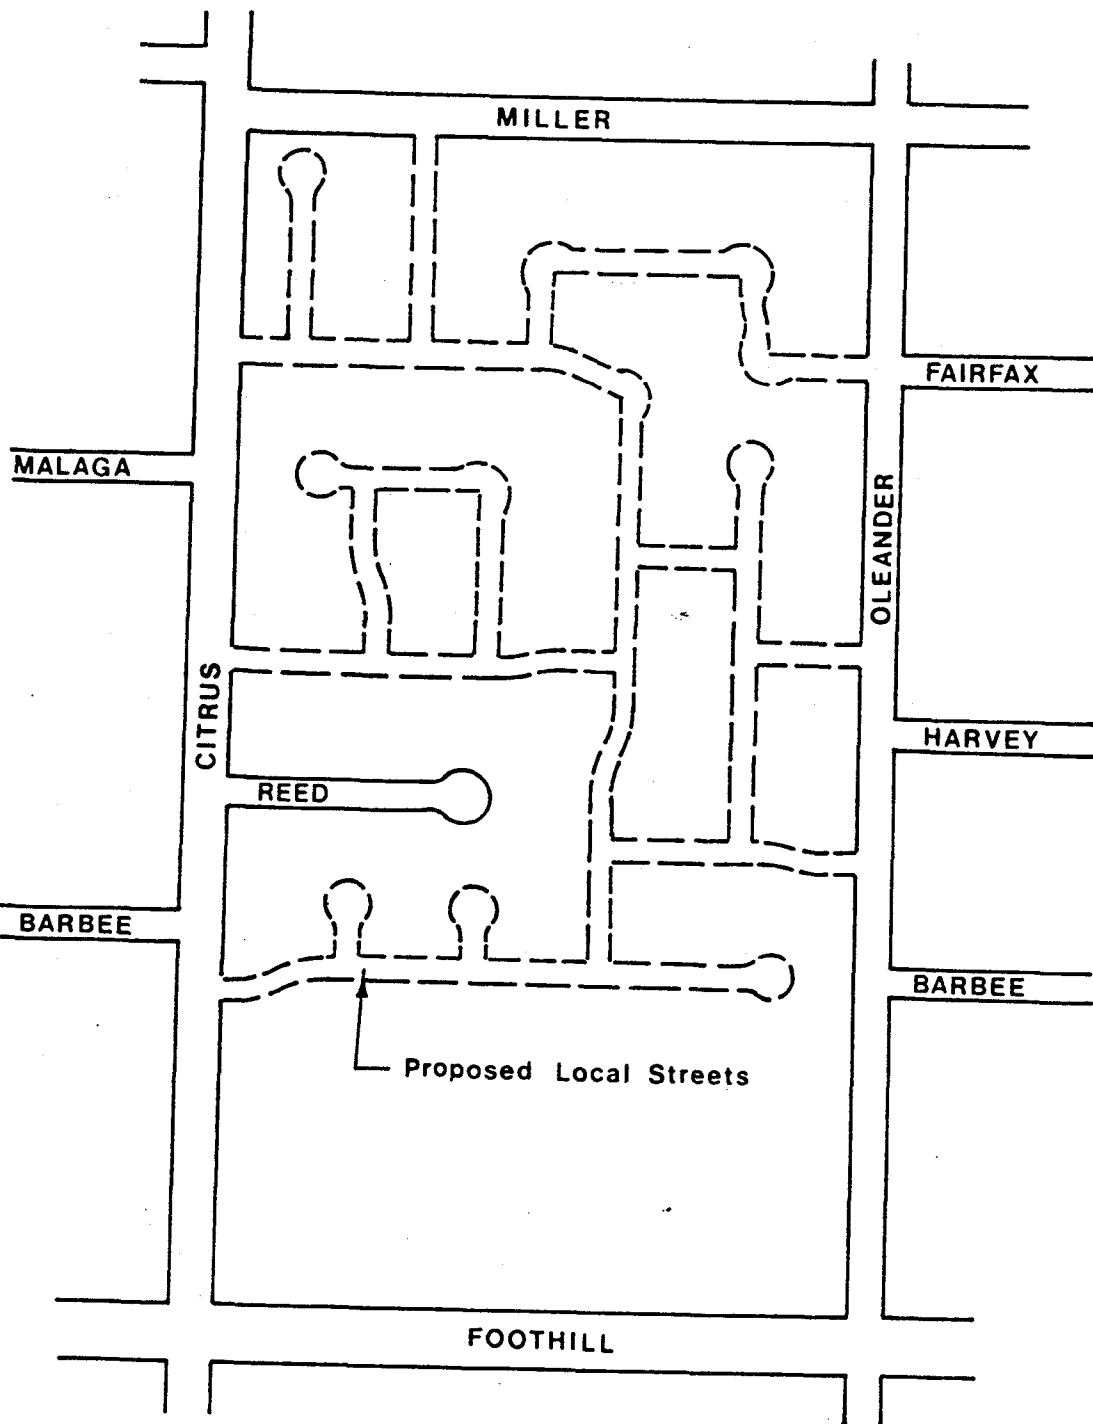 MILLER
FAIRFAX
MALAGA
OLEANDER
CITRUS
HARVEY
REED
BARBEE
BARBEE
Proposed Local Streets
FOOTHILL